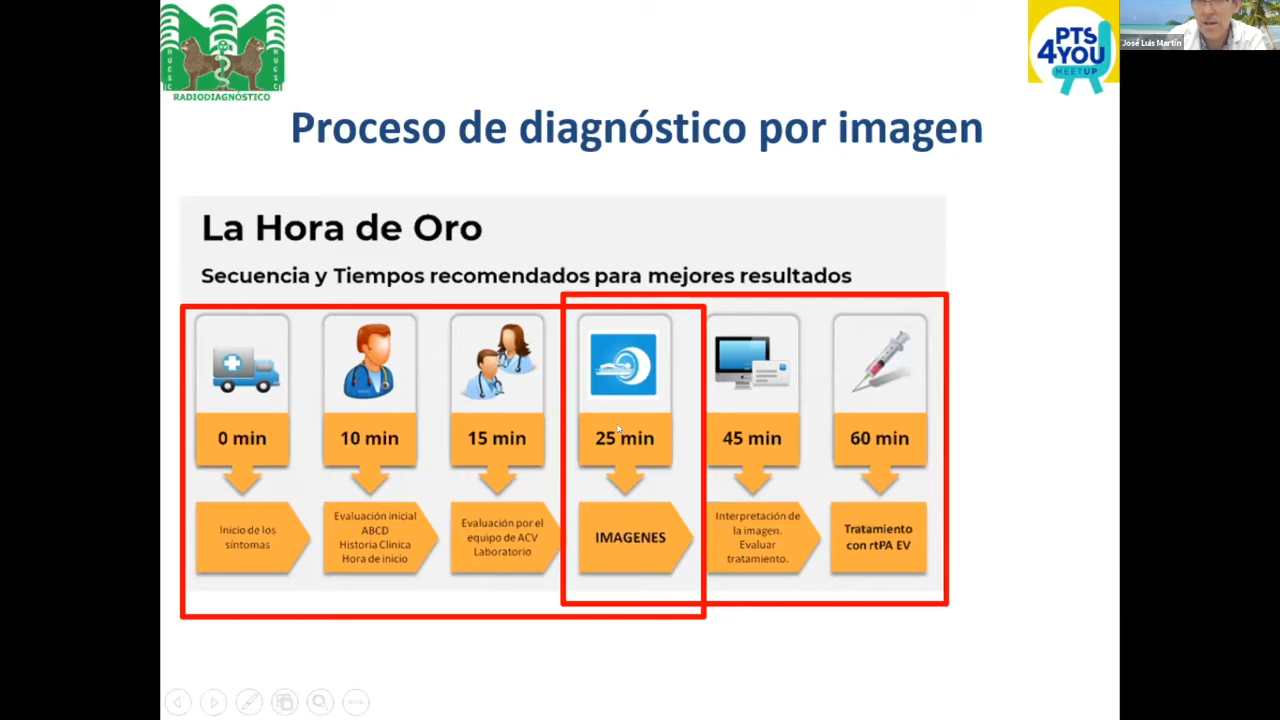 HUCSC
HUCSC
RADIODIAGNÓSTICO
PTS
4YOU
MEETUP
José Luis Martín
Proceso de diagnóstico por imagen
La Hora de Oro
Secuencia y Tiempos recomendados para mejores resultados
0 min
10 min
15 min
25 min
45 min
60 min
Inicio de los
síntomas
Evaluación inicial
ABCD
Historia Clínica
Hora de inicio
Evaluación por el
equipo de ACV
Laboratorio
IMAGENES
Interpretación de
la imagen.
Evaluar
tratamiento.
Tratamiento
con rtPA EV